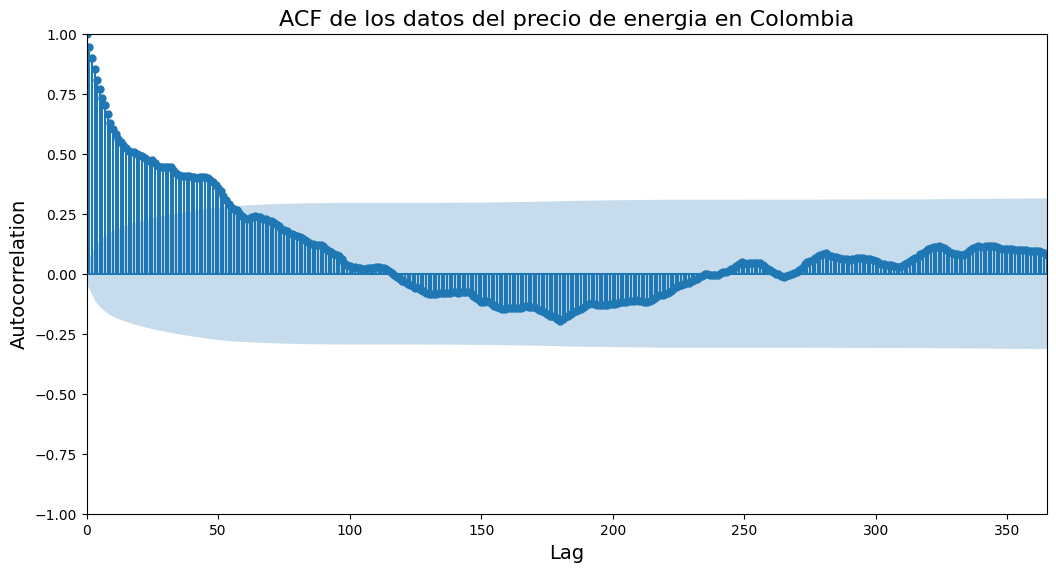 ACF de los datos del precio de energia en Colombia
1.00
0.75
0.50
0.25
0.00
−0.25
−0.50
−0.75
−1.00
Autocorrelation
0 50 100 150 200 250 300 350
Lag